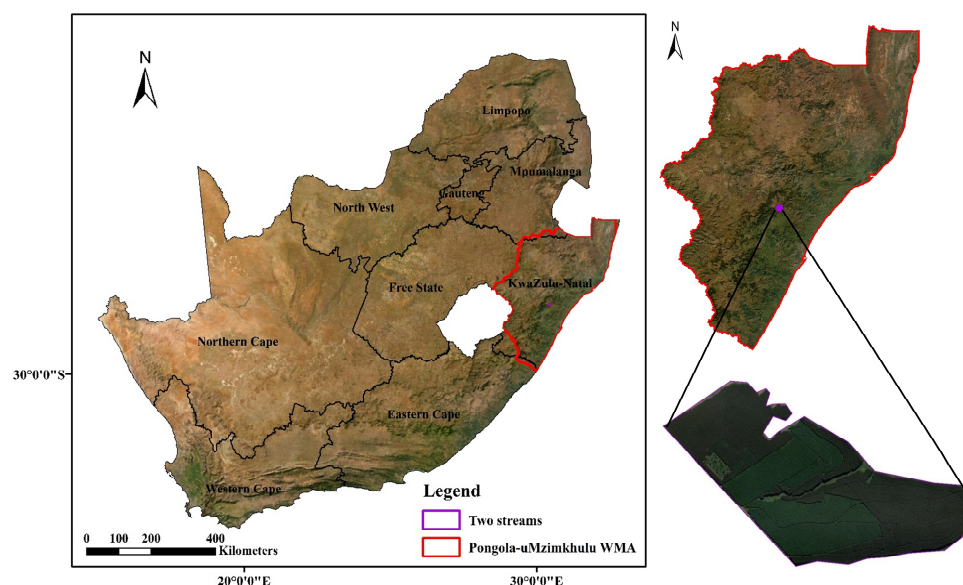 N
N
Limpopo
Mpumalanga
Gauteng
North West
KwaZulu-Natal
Free State
Northern Cape
30°0'0"S
Eastern Cape
Western Cape
Legend
Two streams
Pongola-uMzimkhulu WMA
0 100 200 400
Kilometers
20°0'0"E 30°0'0"E